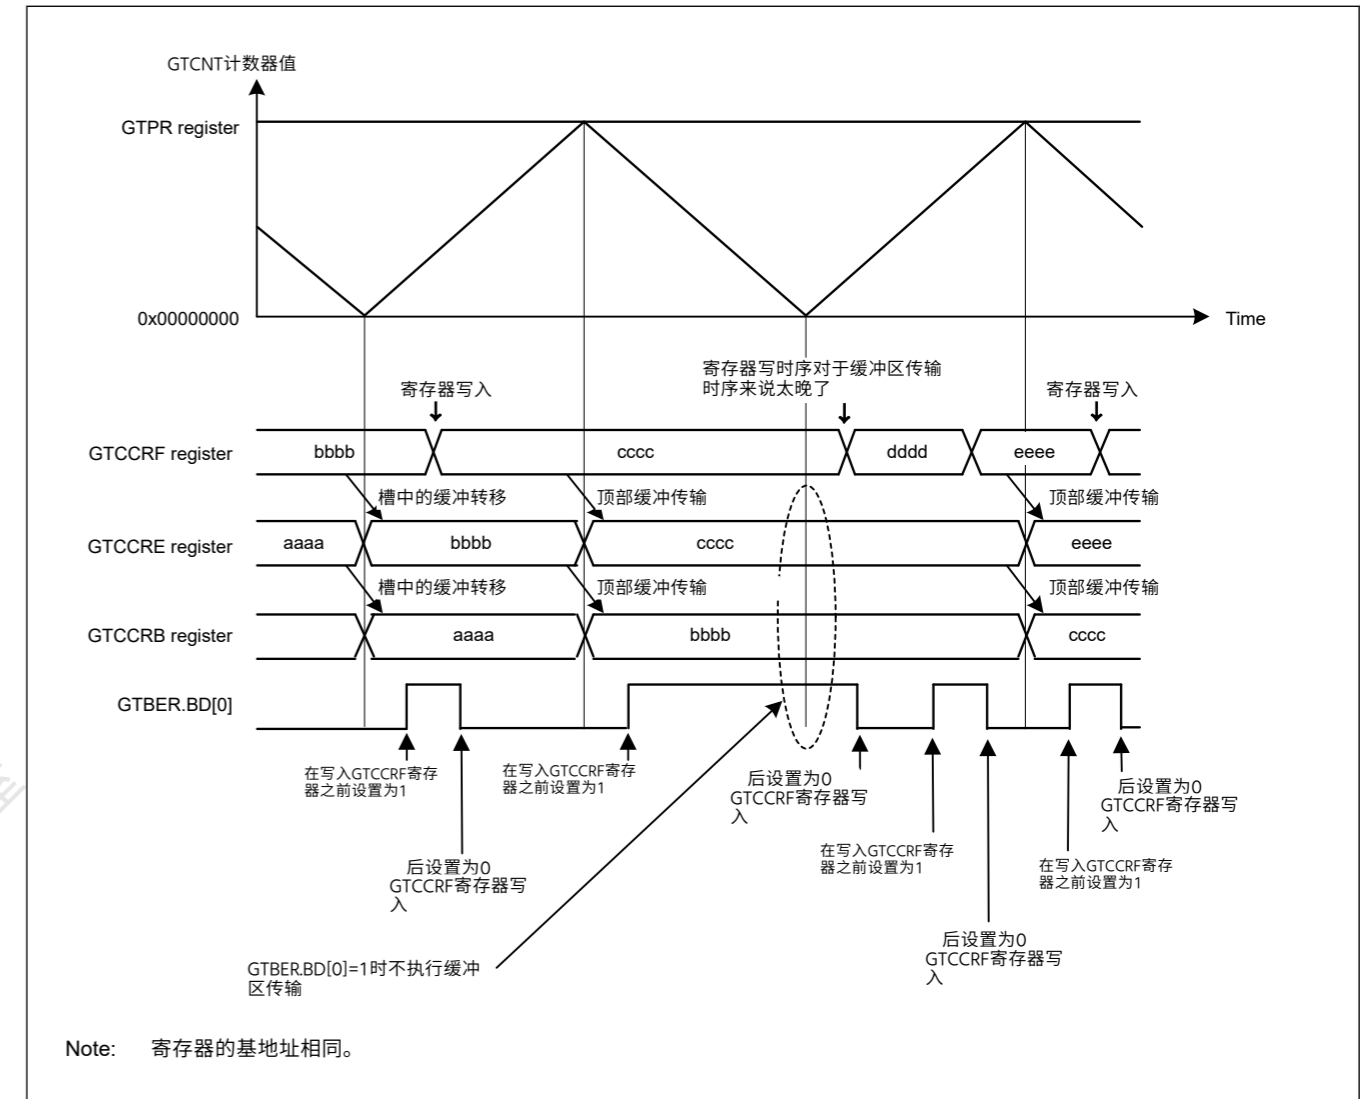 GTCNT计数器值
GTPR register
0x00000000
Time
寄存器写时序对于缓冲区传输
时序来说太晚了
寄存器写入
寄存器写入
GTCCRF register
bbbb
cccc
dddd
eeee
槽中的缓冲转移
顶部缓冲传输
顶部缓冲传输
GTCCRE register
aaaa
bbbb
cccc
eeee
槽中的缓冲转移
顶部缓冲传输
顶部缓冲传输
GTCCRB register
aaaa
bbbb
cccc
GTBER.BD[0]
在写入GTCCRF寄存
器之前设置为1
在写入GTCCRF寄存
器之前设置为1
后设置为0
GTCCRF寄存器写
入
后设置为0
GTCCRF寄存器写
入
在写入GTCCRF寄存
器之前设置为1
在写入GTCCRF寄存
器之前设置为1
后设置为0
GTCCRF寄存器写
入
后设置为0
GTCCRF寄存器写
入
GTBER.BD[0]=1时不执行缓冲
区传输
Note: 寄存器的基地址相同。